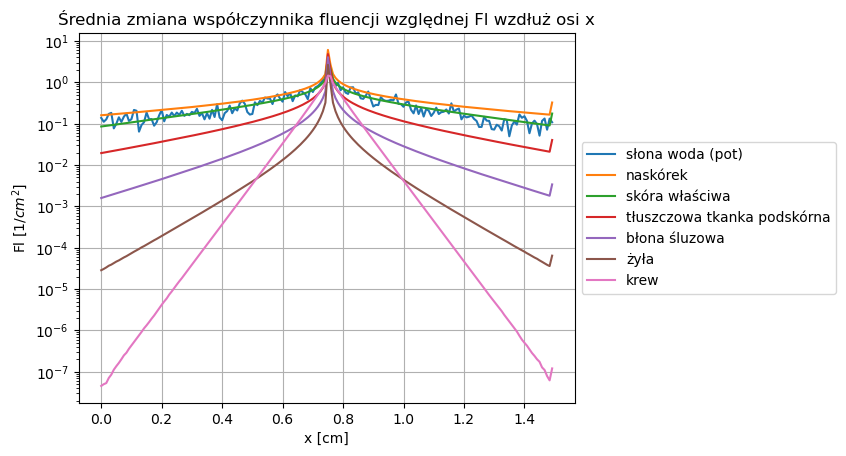 Średnia zmiana współczynnika fluencji względnej FI wzdłuż osi x
FI [1/cm²]
10¹
10⁰
10⁻¹
10⁻²
10⁻³
10⁻⁴
10⁻⁵
10⁻⁶
10⁻⁷
0.0 0.2 0.4 0.6 0.8 1.0 1.2 1.4
x [cm]
słona woda (pot)
naskórek
skóra właściwa
tłuszczowa tkanka podskórna
błona śluzowa
żyła
krew